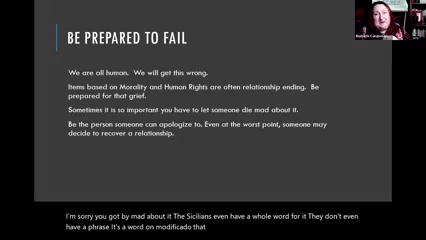 BE PREPARED TO FAIL
We are all human. We will get this wrong.
Items based on Morality and Human Rights are often relationship ending. Be
prepared for that grief.
Sometimes it is so important you have to let someone die mad about it.
Be the person someone can apologize to. Even at the worst point, someone may
decide to recover a relationship.
I'm sorry you got by mad about it The Sicilians even have a whole word for it They don't even
have a phrase It's a word on modificado that